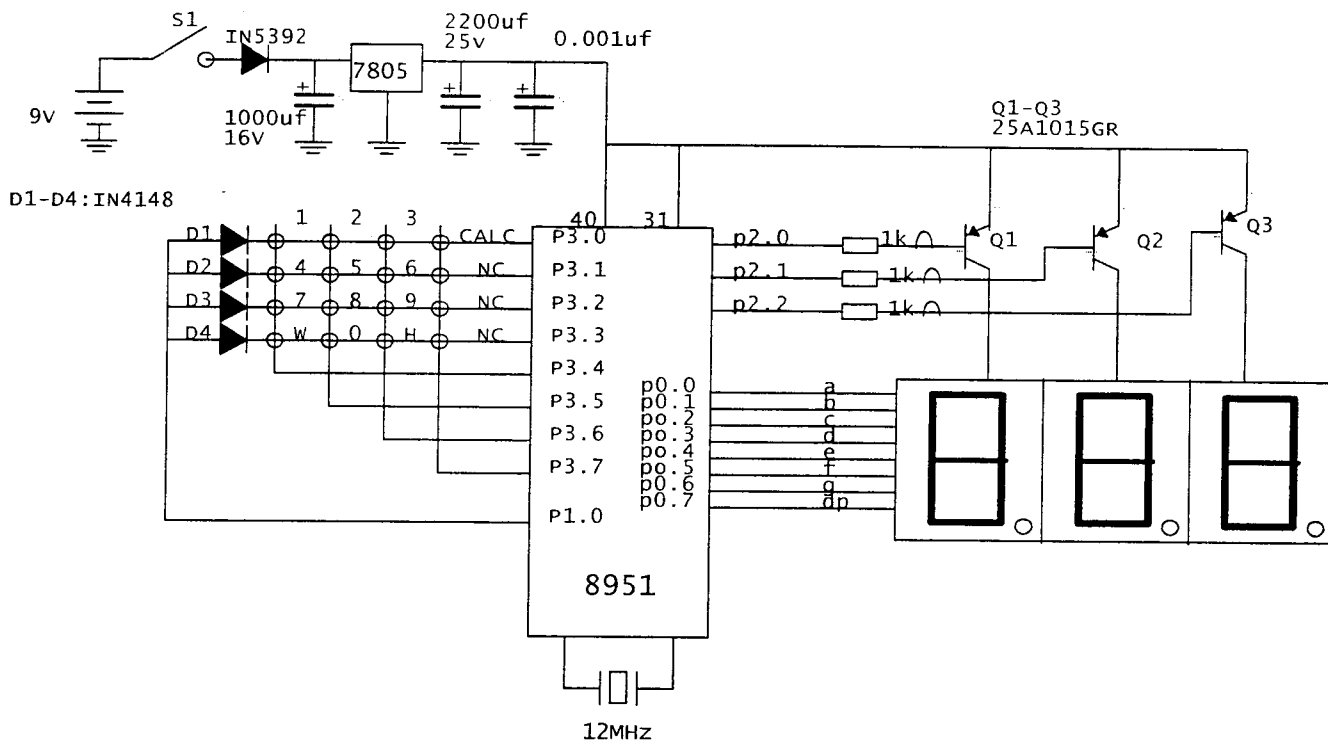 S1
IN5392
2200uf
25v
0.001uf
7805
9v
1000uf
16V
Q1-Q3
25A1015GR
D1-D4:IN4148
1 2 3
40 31
D1 CALC P3.0
p2.0 1k Q1 Q2 Q3
D2 4 5 6 NC P3.1
p2.1 1k
D3 7 8 9 NC P3.2
p2.2 1k
D4 W 0 H NC P3.3
P3.4
P3.5
P3.6
P3.7
P1.0
p0.0 a
p0.1 b
po.2 c
po.3 d
po.4 e
po.5 f
p0.6 g
p0.7 dp
8951
12MHz